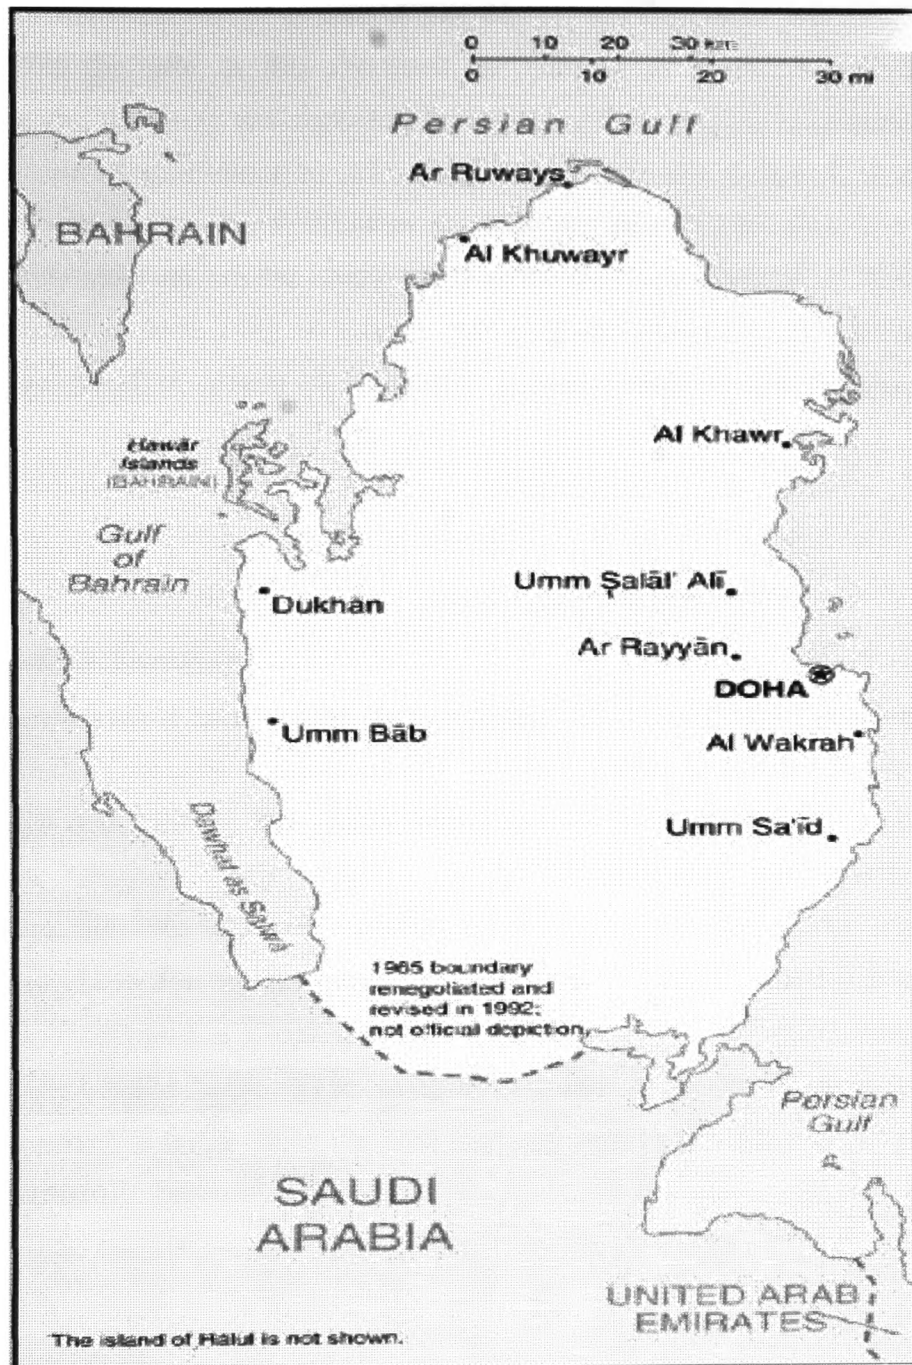 0 10 20 30 km
0 10 20 30 mi
Persian Gulf
Ar Ruways
BAHRAIN
Al Khuwayr
Al Khawr
Hawār
Islands
(BAHRAIN)
Gulf
of
Bahrain
Umm Şalāl' Alī
Dukhān
Ar Rayyān
DOHA
Umm Bāb
Al Wakrah
Umm Sa'īd
Dawhat as Salwá
1965 boundary
renegotiated and
revised in 1992;
not official depiction
Persian
Gulf
SAUDI
ARABIA
UNITED ARAB
EMIRATES
The island of Hālul is not shown.